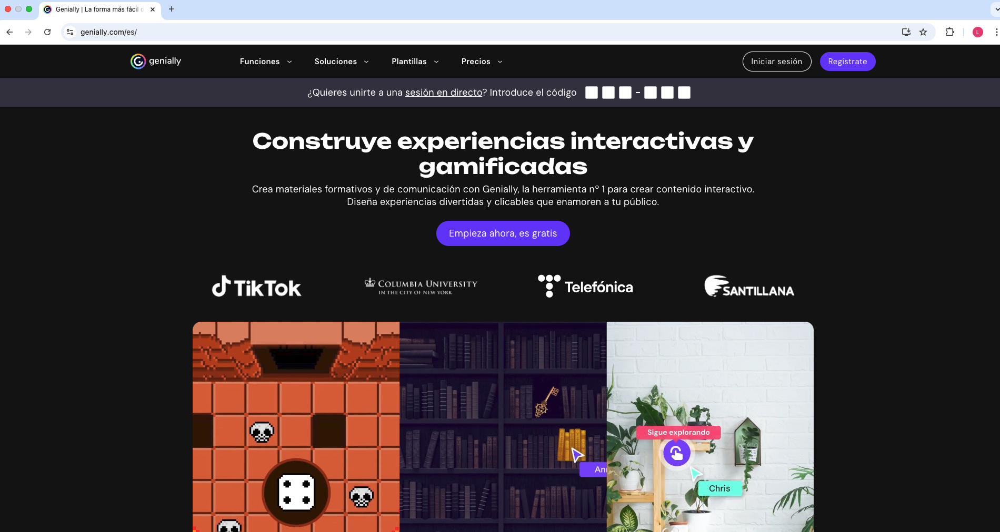 Genially | La forma más fácil d
genially.com/es/
L
genially
Funciones
Soluciones
Plantillas
Precios
Iniciar sesión
Regístrate
¿Quieres unirte a una sesión en directo? Introduce el código
-
Construye experiencias interactivas y
gamificadas
Crea materiales formativos y de comunicación con Genially, la herramienta nº 1 para crear contenido interactivo.
Diseña experiencias divertidas y clicables que enamoren a tu público.
Empieza ahora, es gratis
TikTok
COLUMBIA UNIVERSITY
IN THE CITY OF NEW YORK
Telefónica
SANTILLANA
Sigue explorando
Chris